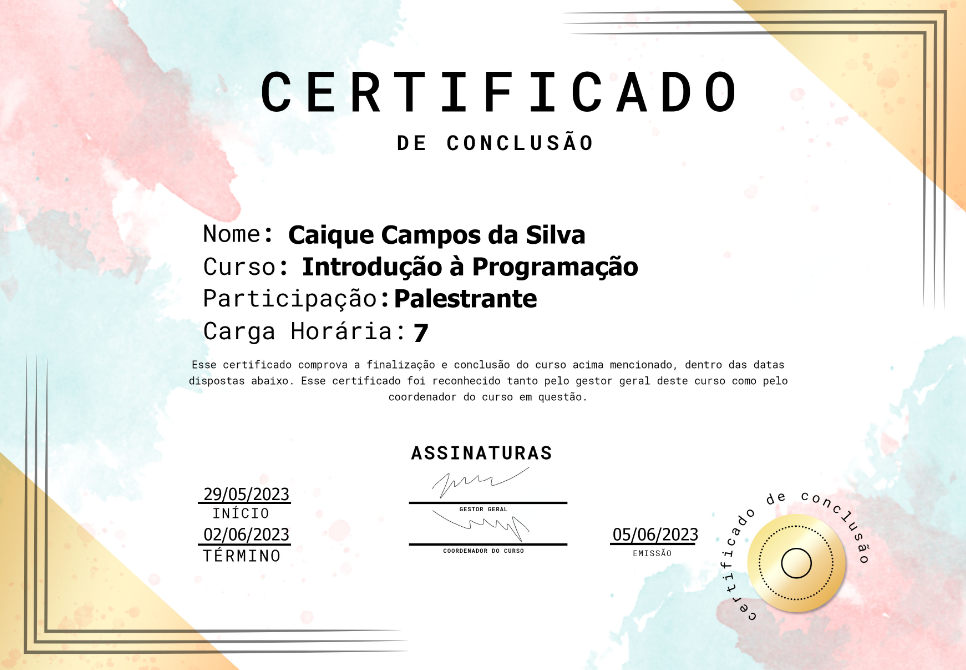 CERTIFICADO
DE CONCLUSÃO
Nome: Caique Campos da Silva
Curso: Introdução à Programação
Participação: Palestrante
Carga Horária: 7
Esse certificado comprova a finalização e conclusão do curso acima mencionado, dentro das datas
dispostas abaixo. Esse certificado foi reconhecido tanto pelo gestor geral deste curso como pelo
coordenador do curso em questão.
ASSINATURAS
29/05/2023
INÍCIO
02/06/2023
TÉRMINO
GESTOR GERAL
COORDENADOR DO CURSO
05/06/2023
EMISSÃO
certificado de conclusão